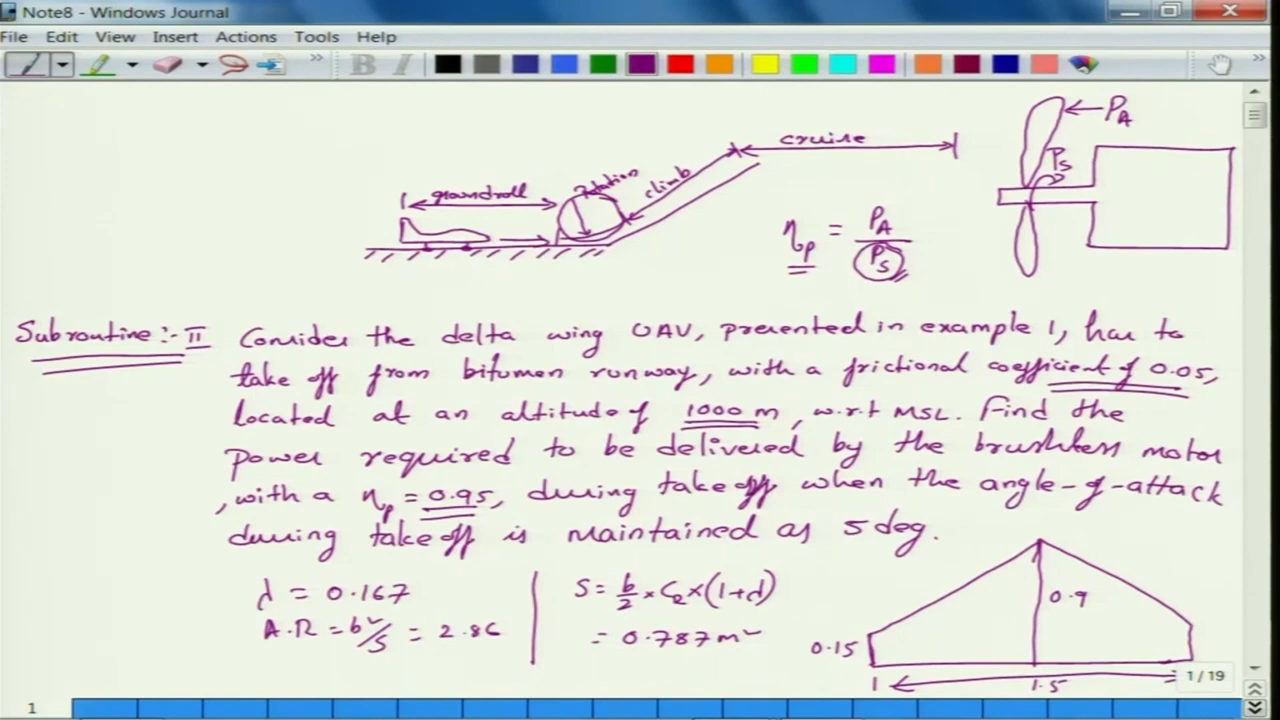 Note8 - Windows Journal
File Edit View Insert Actions Tools Help
groundroll
rotation
climb
cruise
PA
PS
ηp = PA / PS
Subroutine :- II Consider the delta wing UAV, presented in example 1, has to
take off from bitumen runway, with a frictional coefficient of 0.05,
located at an altitude of 1000 m, w.r.t MSL. Find the
power required to be delivered by the brushless motor
, with a ηp = 0.95, during take off when the angle-of-attack
during take off is maintained as 5 deg.
λ = 0.167
A.R = b²/S = 2.86
S = b/2 × Cr × (1+λ)
= 0.787 m²
0.9
0.15
1.5
1 / 19
1